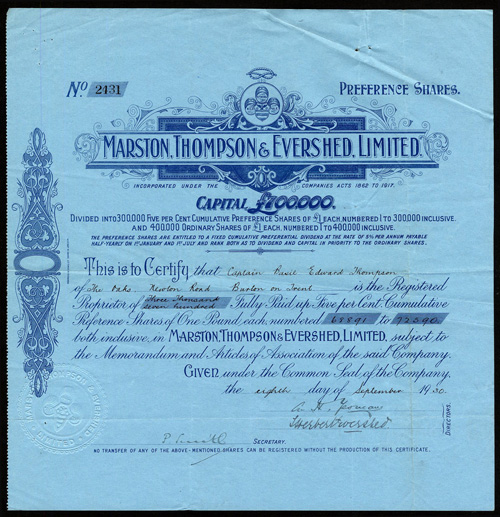 No. 2431
PREFERENCE SHARES.
MARSTON, THOMPSON & EVERSHED, LIMITED.
INCORPORATED UNDER THE COMPANIES ACTS 1862 TO 1917.
CAPITAL £700,000.
DIVIDED INTO 300,000 FIVE PER CENT. CUMULATIVE PREFERENCE SHARES OF £1 EACH, NUMBERED 1 TO 300000 INCLUSIVE.
AND 400,000 ORDINARY SHARES OF £1 EACH, NUMBERED 1 TO 400,000 INCLUSIVE.
THE PREFERENCE SHARES ARE ENTITLED TO A FIXED CUMULATIVE PREFERENTIAL DIVIDEND AT THE RATE OF 5% PER ANNUM PAYABLE
HALF-YEARLY ON 1ST JANUARY AND 1ST JULY AND RANK BOTH AS TO DIVIDEND AND CAPITAL IN PRIORITY TO THE ORDINARY SHARES.
This is to Certify that Captain Basil Edward Thompson
of The Oaks, Newton Road Burton on Trent is the Registered
Proprietor of Three Thousand seven hundred Fully Paid up Five per Cent. Cumulative
Preference Shares of One Pound each, numbered 68891 to 72590
both inclusive, in MARSTON, THOMPSON & EVERSHED, LIMITED, subject to
the Memorandum and Articles of Association of the said Company.
GIVEN under the Common Seal of the Company,
the eighth day of September 1930.
Herbert Evershed
DIRECTORS.
SECRETARY.
NO TRANSFER OF ANY OF THE ABOVE-MENTIONED SHARES CAN BE REGISTERED WITHOUT THE PRODUCTION OF THIS CERTIFICATE.